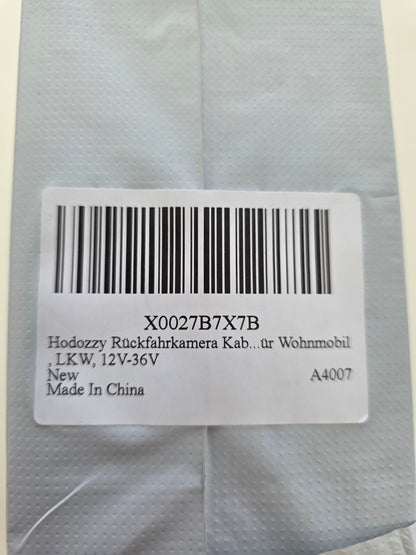 X0027B7X7B
Hodozzy Rückfahrkamera Kab...ür Wohnmobil
, LKW, 12V-36V
New A4007
Made In China